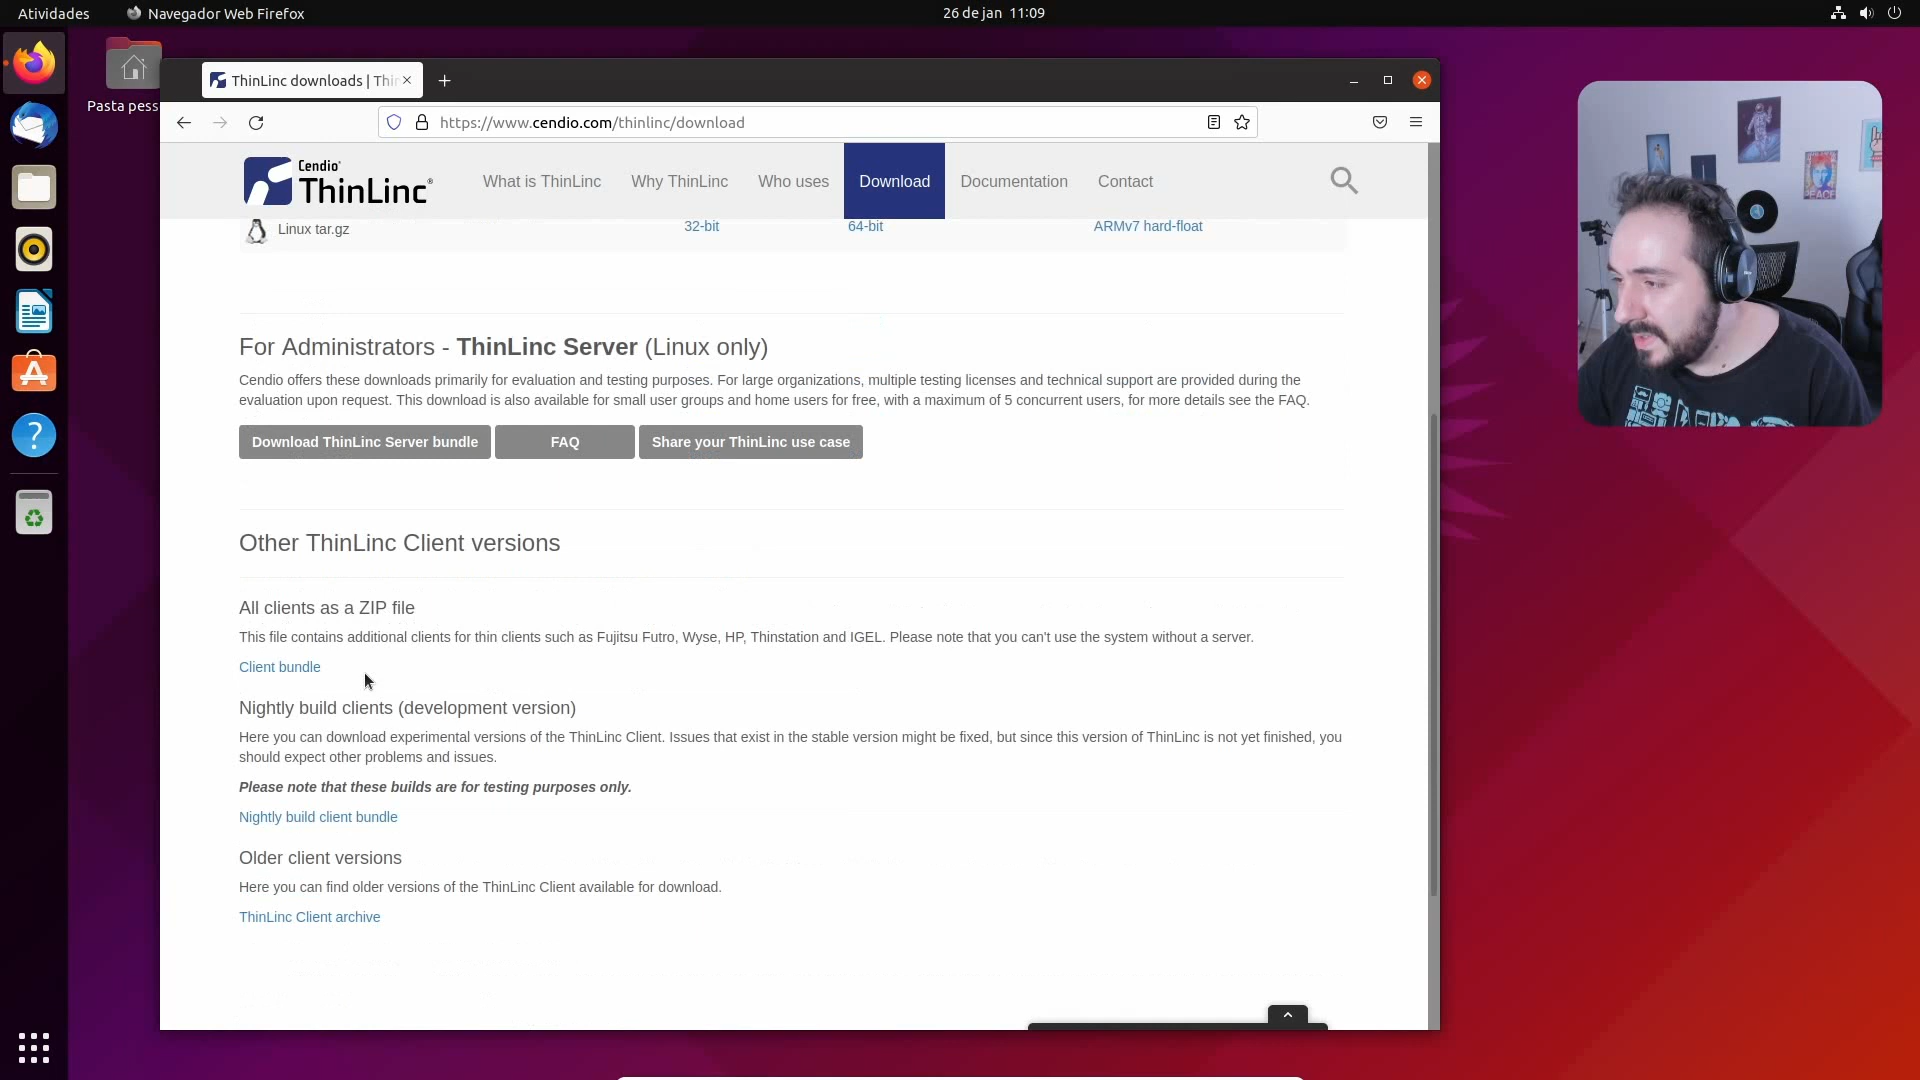 Atividades
Navegador Web Firefox
26 de jan 11:09
Pasta pess
ThinLinc downloads | Thin
https://www.cendio.com/thinlinc/download
Cendio®
ThinLinc®
What is ThinLinc
Why ThinLinc
Who uses
Download
Documentation
Contact
Linux tar.gz
32-bit
64-bit
ARMv7 hard-float
For Administrators - ThinLinc Server (Linux only)
Cendio offers these downloads primarily for evaluation and testing purposes. For large organizations, multiple testing licenses and technical support are provided during the
evaluation upon request. This download is also available for small user groups and home users for free, with a maximum of 5 concurrent users, for more details see the FAQ.
Download ThinLinc Server bundle
FAQ
Share your ThinLinc use case
Other ThinLinc Client versions
All clients as a ZIP file
This file contains additional clients for thin clients such as Fujitsu Futro, Wyse, HP, Thinstation and IGEL. Please note that you can't use the system without a server.
Client bundle
Nightly build clients (development version)
Here you can download experimental versions of the ThinLinc Client. Issues that exist in the stable version might be fixed, but since this version of ThinLinc is not yet finished, you
should expect other problems and issues.
Please note that these builds are for testing purposes only.
Nightly build client bundle
Older client versions
Here you can find older versions of the ThinLinc Client available for download.
ThinLinc Client archive
PEACE